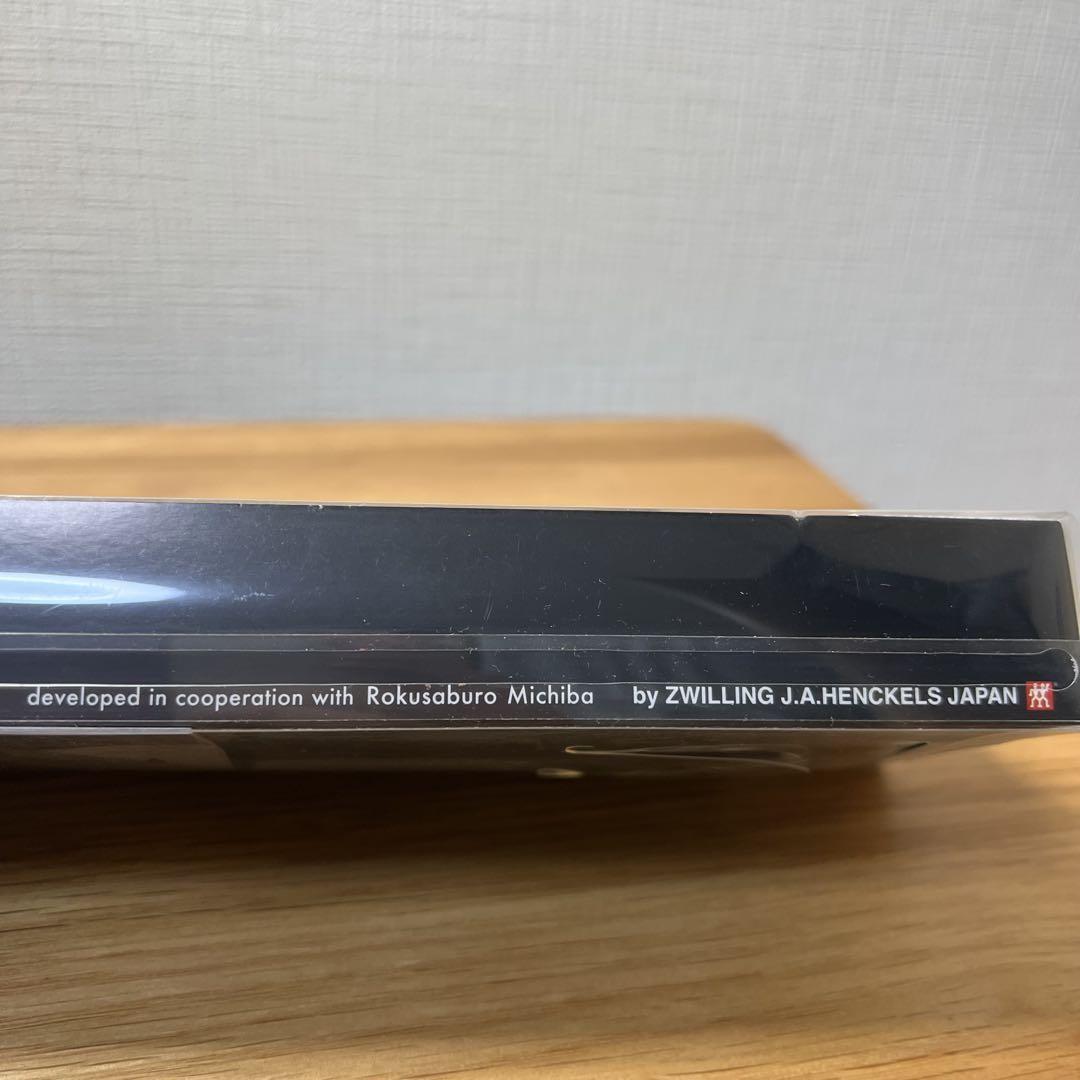 developed in cooperation with Rokusaburo Michiba by ZWILLING J.A.HENCKELS JAPAN